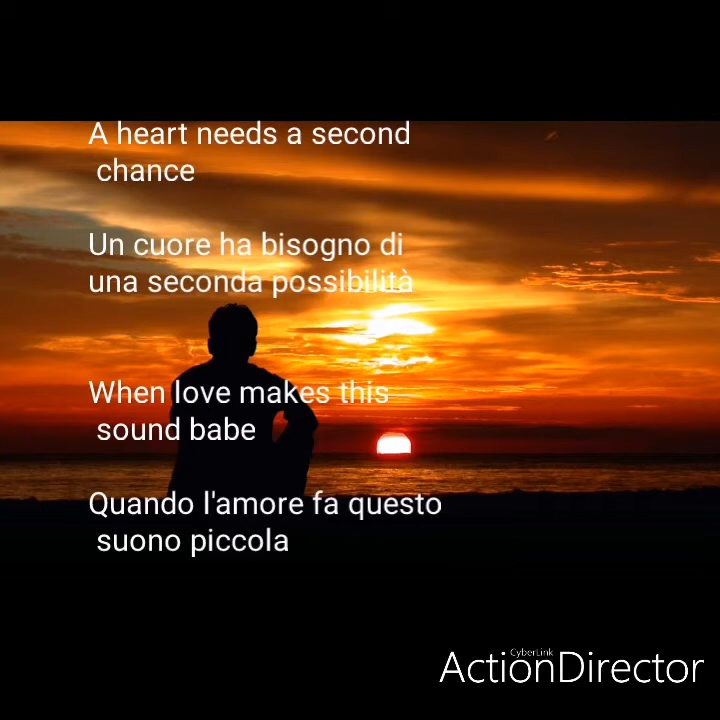 A heart needs a second
chance
Un cuore ha bisogno di
una seconda possibilità
When love makes this
sound babe
Quando l'amore fa questo
suono piccola
CyberLink
ActionDirector